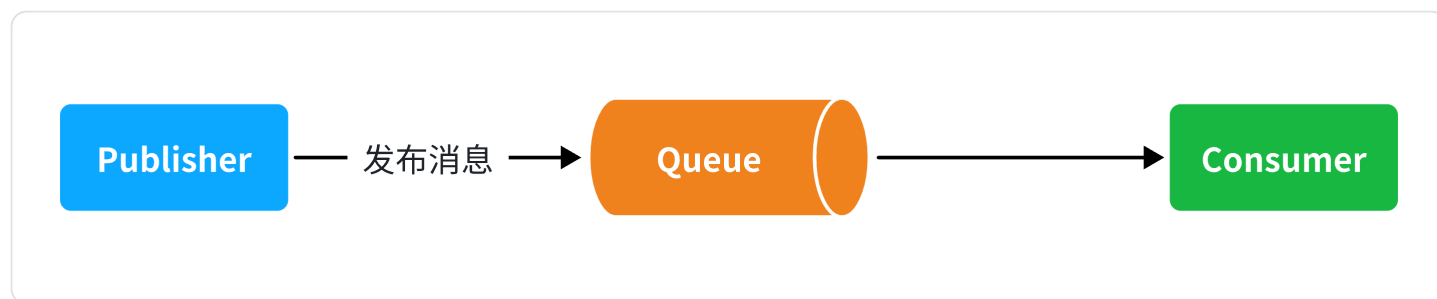 Publisher
发布消息
Queue
Consumer